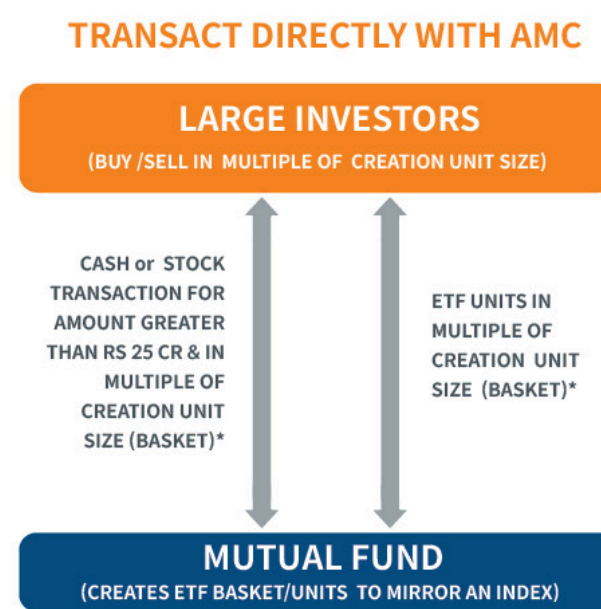 TRANSACT DIRECTLY WITH AMC
LARGE INVESTORS
(BUY /SELL IN MULTIPLE OF CREATION UNIT SIZE)
CASH or STOCK
TRANSACTION FOR
AMOUNT GREATER
THAN RS 25 CR & IN
MULTIPLE OF
CREATION UNIT
SIZE (BASKET)*
ETF UNITS IN
MULTIPLE OF
CREATION UNIT
SIZE (BASKET)*
MUTUAL FUND
(CREATES ETF BASKET/UNITS TO MIRROR AN INDEX)